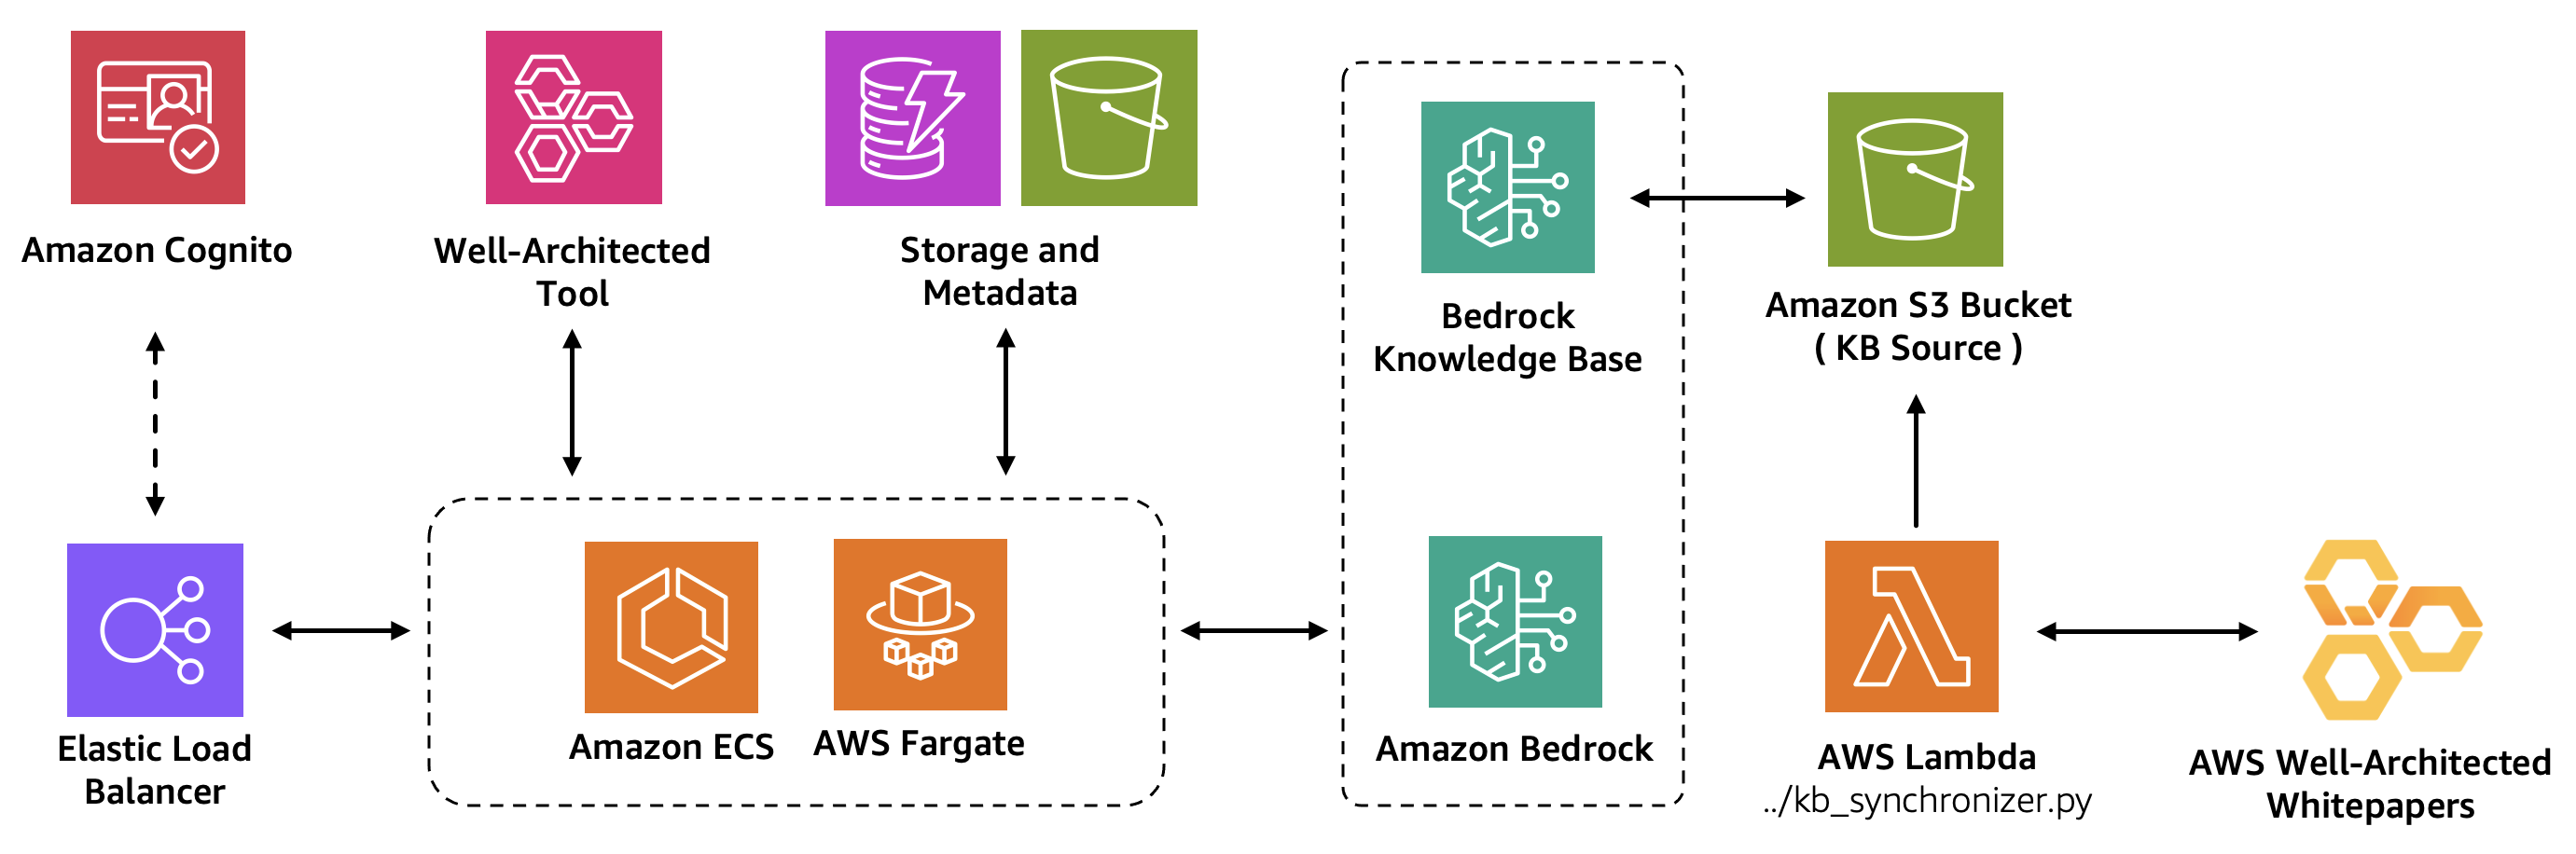 Amazon Cognito
Well-Architected
Tool
Storage and
Metadata
Bedrock
Knowledge Base
Amazon S3 Bucket
( KB Source )
Elastic Load
Balancer
Amazon ECS
AWS Fargate
Amazon Bedrock
AWS Lambda
../kb_synchronizer.py
AWS Well-Architected
Whitepapers